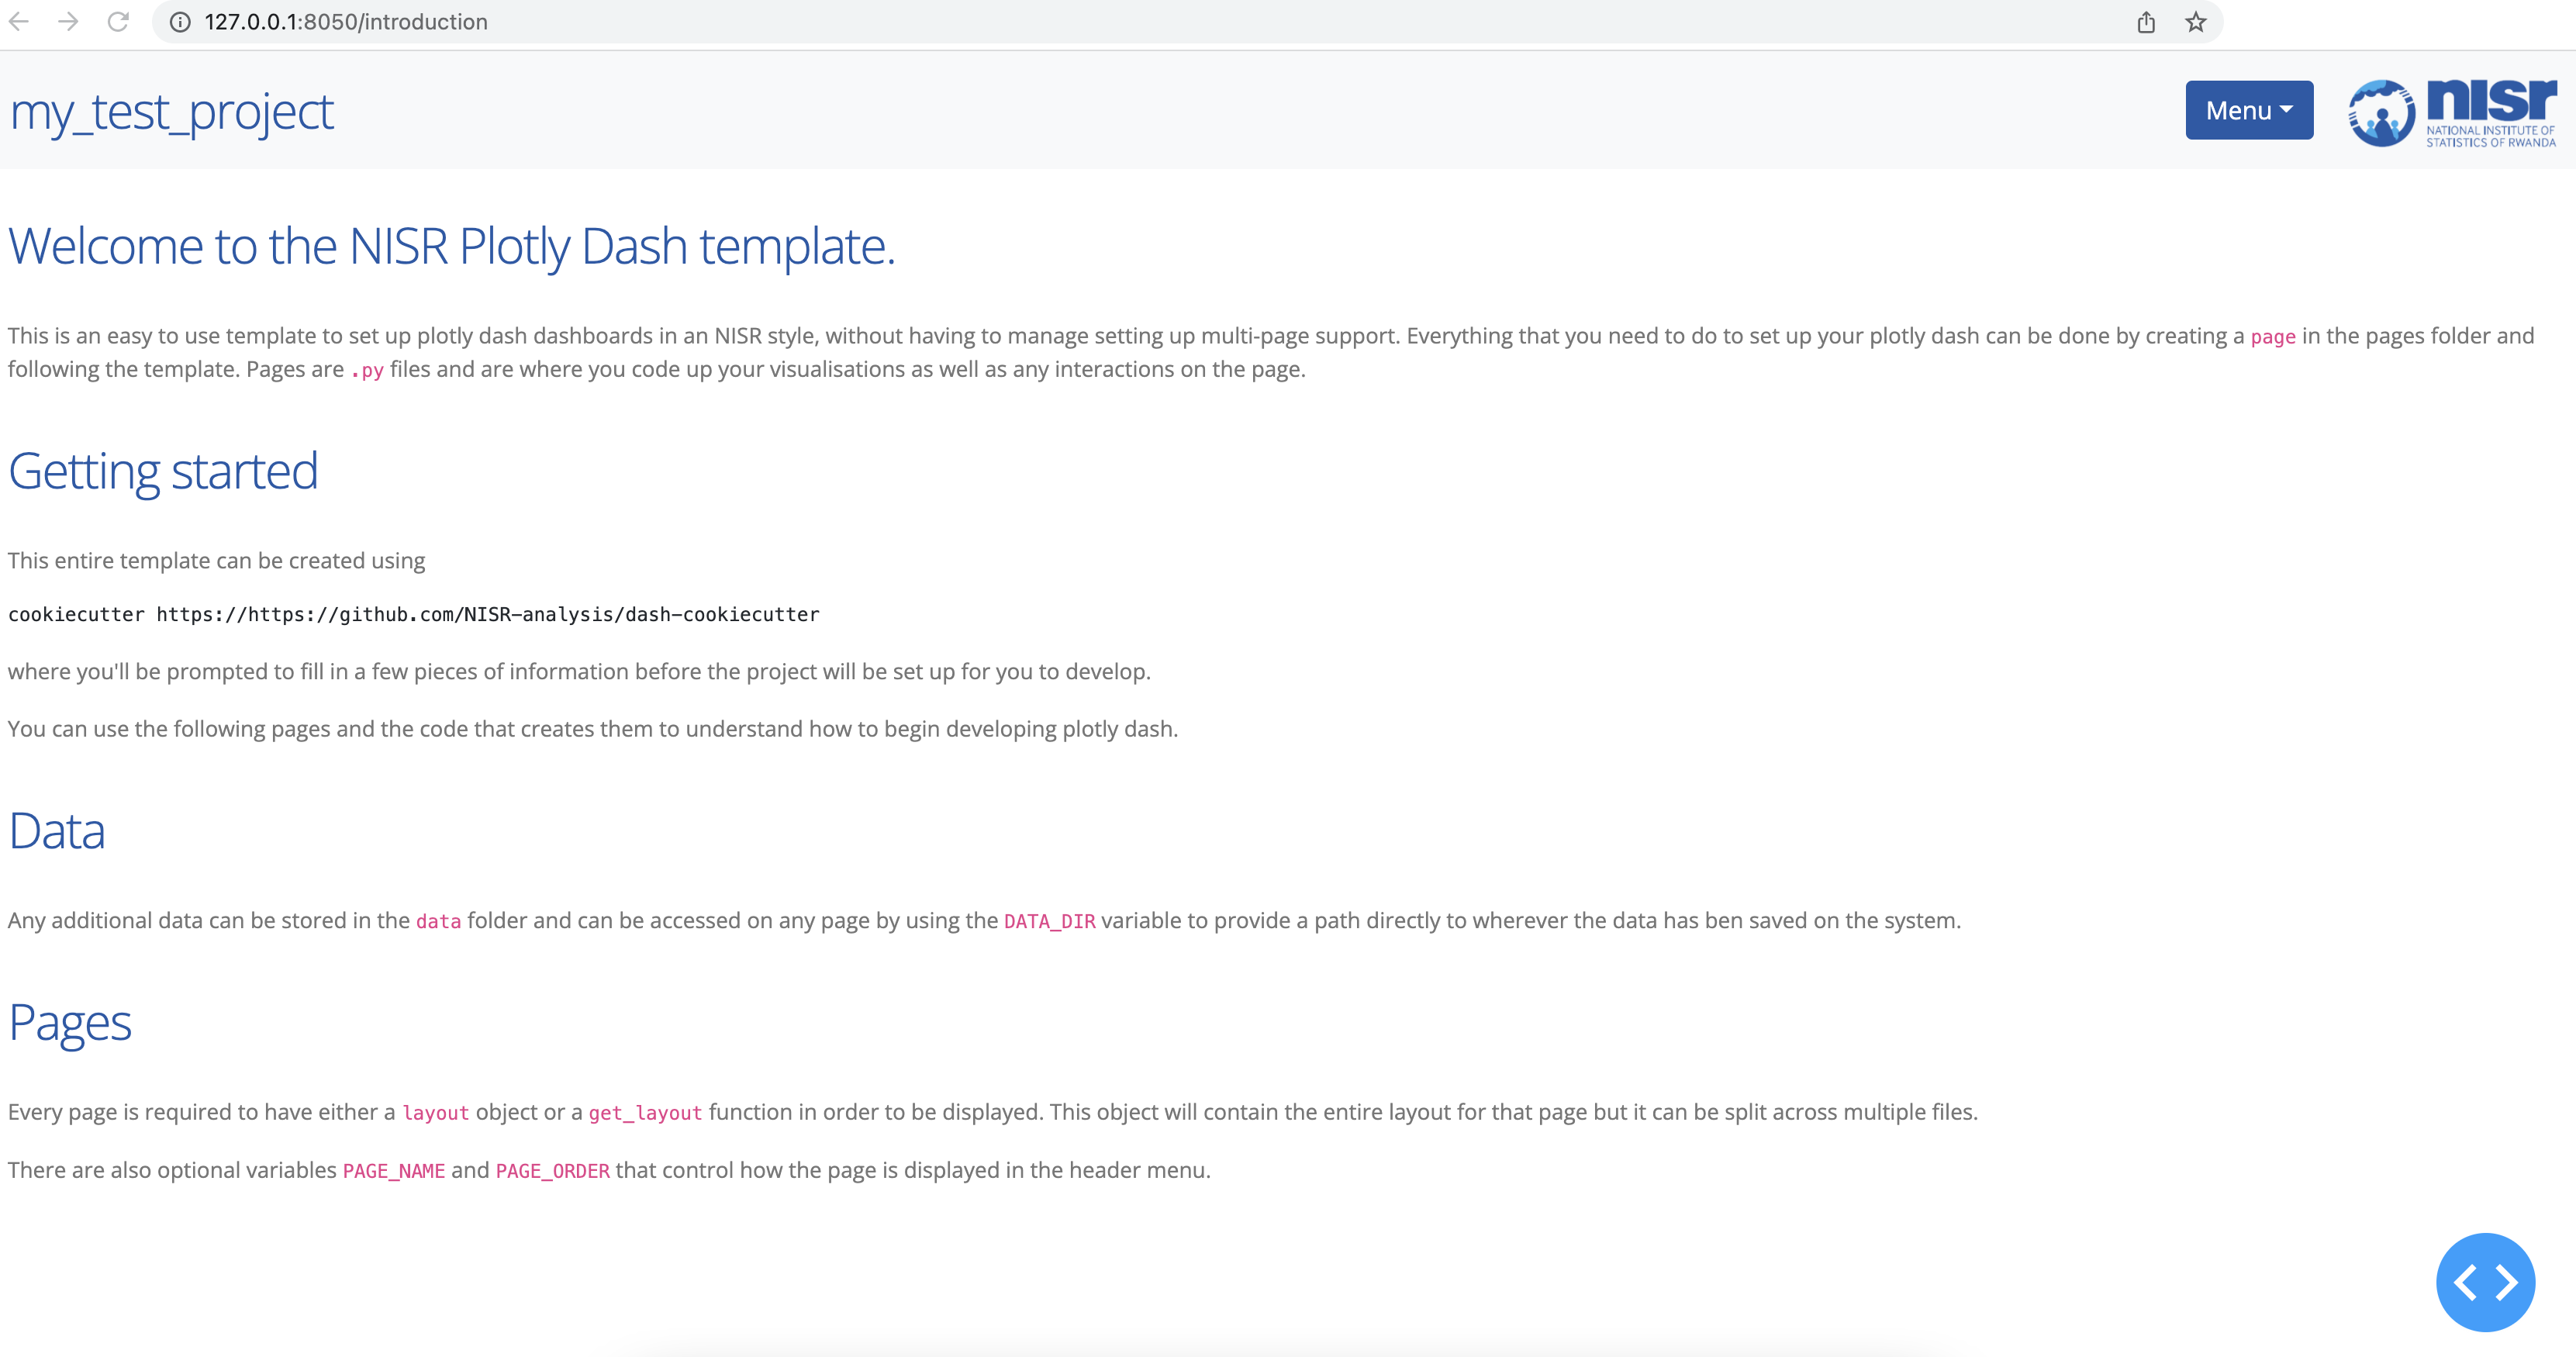 127.0.0.1:8050/introduction
my_test_project
Menu
nisr
NATIONAL INSTITUTE OF
STATISTICS OF RWANDA
Welcome to the NISR Plotly Dash template.
This is an easy to use template to set up plotly dash dashboards in an NISR style, without having to manage setting up multi-page support. Everything that you need to do to set up your plotly dash can be done by creating a page in the pages folder and
following the template. Pages are .py files and are where you code up your visualisations as well as any interactions on the page.
Getting started
This entire template can be created using
cookiecutter https://https://github.com/NISR-analysis/dash-cookiecutter
where you'll be prompted to fill in a few pieces of information before the project will be set up for you to develop.
You can use the following pages and the code that creates them to understand how to begin developing plotly dash.
Data
Any additional data can be stored in the data folder and can be accessed on any page by using the DATA_DIR variable to provide a path directly to wherever the data has ben saved on the system.
Pages
Every page is required to have either a layout object or a get_layout function in order to be displayed. This object will contain the entire layout for that page but it can be split across multiple files.
There are also optional variables PAGE_NAME and PAGE_ORDER that control how the page is displayed in the header menu.